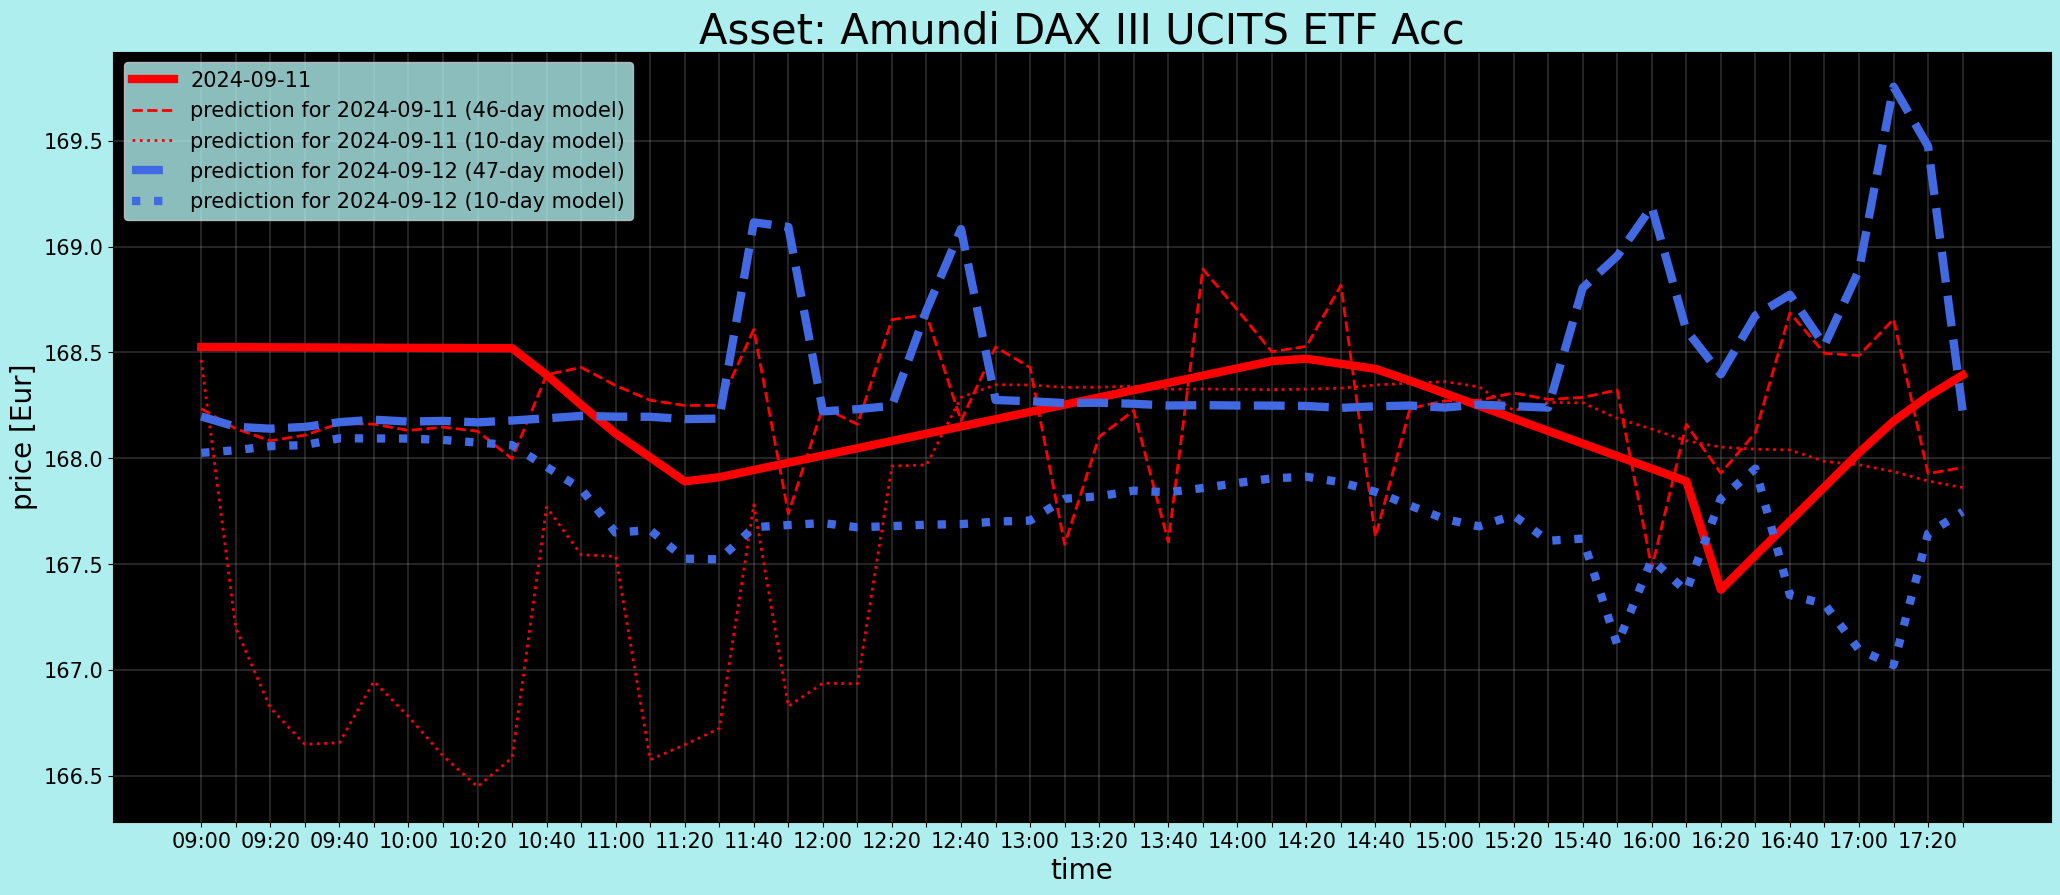 Asset: Amundi DAX III UCITS ETF Acc
2024-09-11
prediction for 2024-09-11 (46-day model)
prediction for 2024-09-11 (10-day model)
prediction for 2024-09-12 (47-day model)
prediction for 2024-09-12 (10-day model)
price [Eur]
169.5
169.0
168.5
168.0
167.5
167.0
166.5
09:00 09:20 09:40 10:00 10:20 10:40 11:00 11:20 11:40 12:00 12:20 12:40 13:00 13:20 13:40 14:00 14:20 14:40 15:00 15:20 15:40 16:00 16:20 16:40 17:00 17:20
time